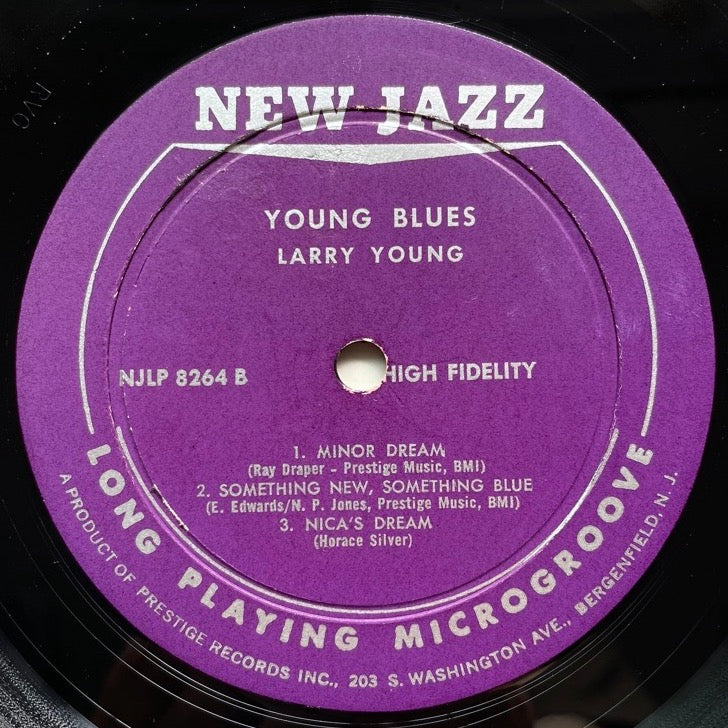 RVG
NEW JAZZ
YOUNG BLUES
LARRY YOUNG
NJLP 8264 B
HIGH FIDELITY
1. MINOR DREAM
(Ray Draper - Prestige Music, BMI)
2. SOMETHING NEW, SOMETHING BLUE
(E. Edwards/N. P. Jones, Prestige Music, BMI)
3. NICA'S DREAM
(Horace Silver)
LONG PLAYING MICROGROOVE
A PRODUCT OF PRESTIGE RECORDS INC., 203 S. WASHINGTON AVE., BERGENFIELD, N. J.